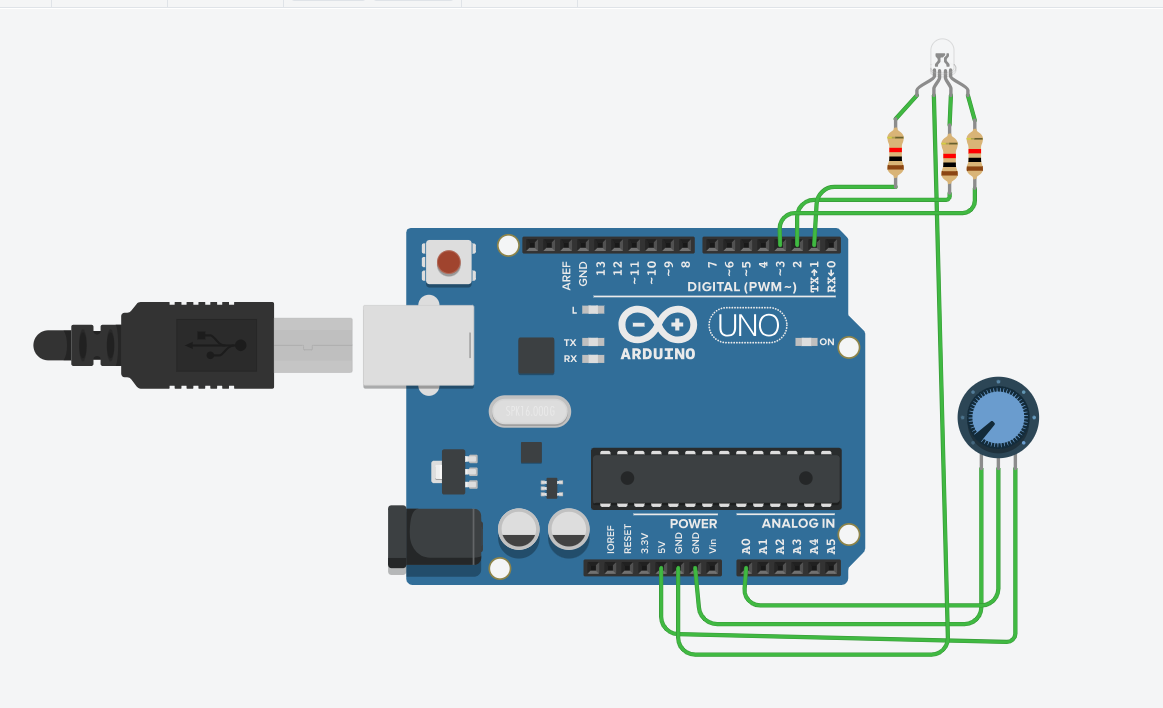 AREF
GND
13
12
~11
~10
~9
8
7
~6
~5
4
~3
2
TX→1
RX←0
DIGITAL (PWM~)
L
TX
RX
UNO
ARDUINO
ON
SPK16.000G
POWER
ANALOG IN
IOREF
RESET
3.3V
5V
GND
GND
Vin
A0
A1
A2
A3
A4
A5